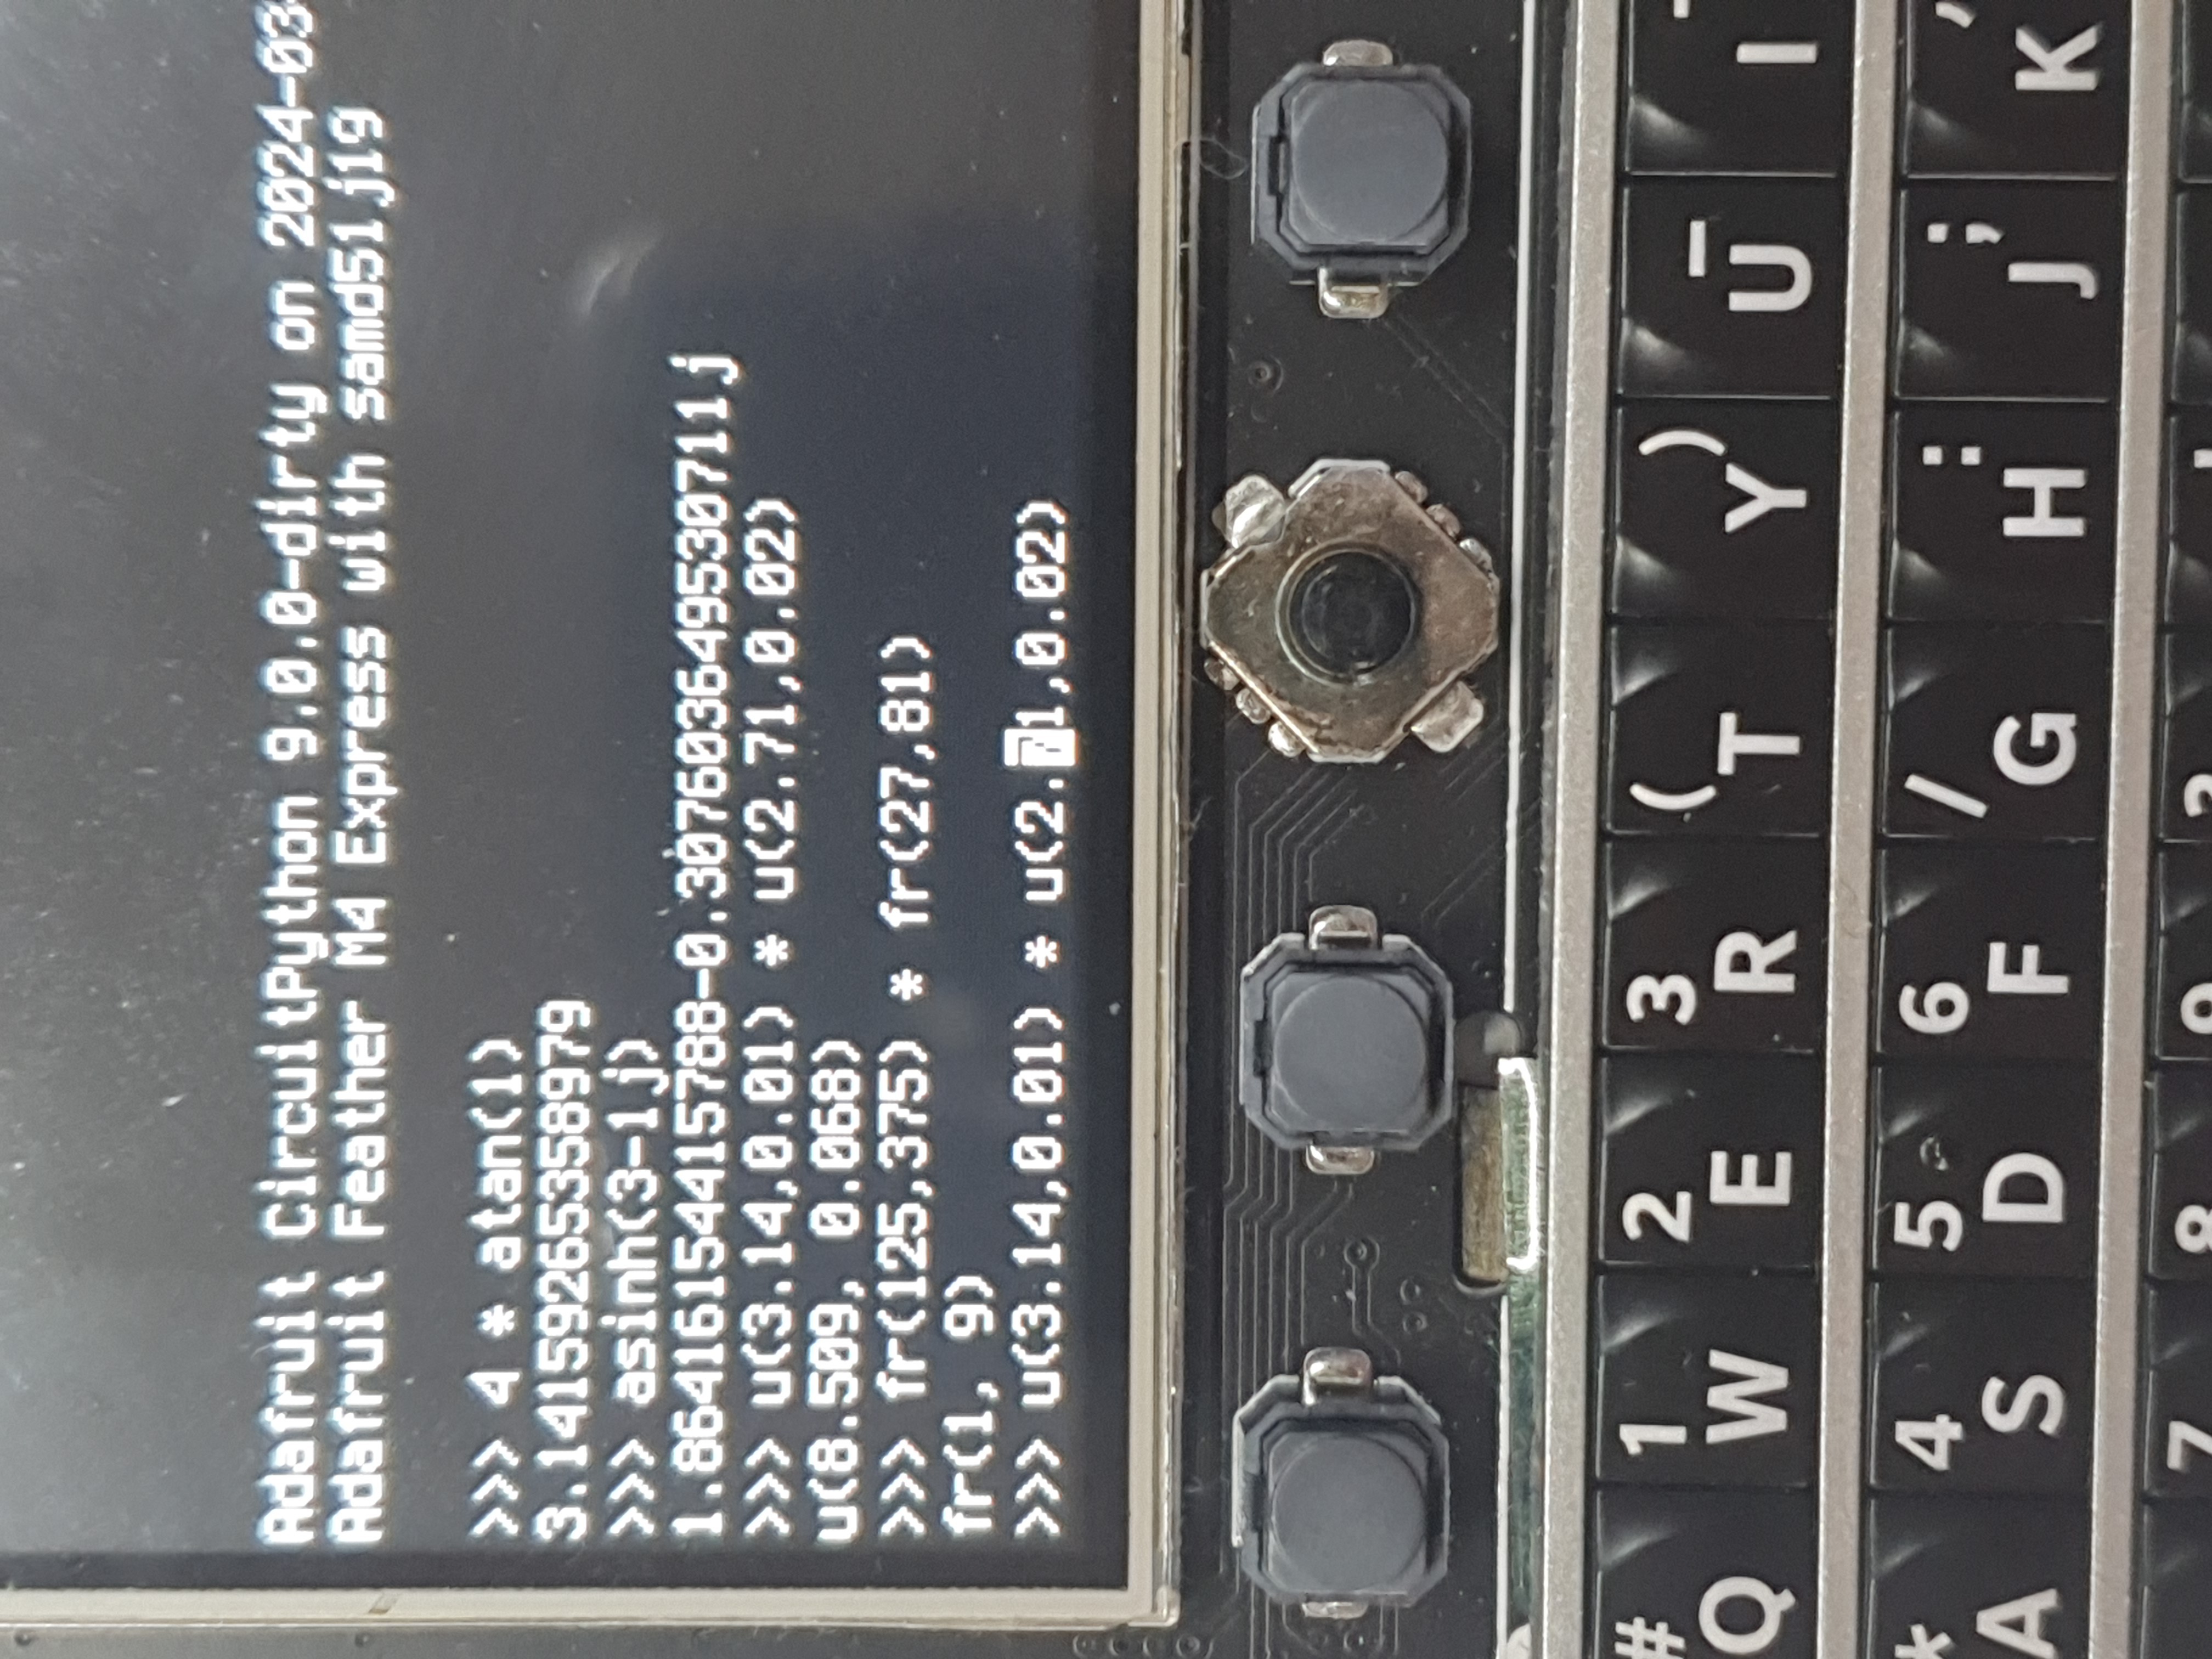 Adafruit CircuitPython 9.0.0-dirty on 2024-03-
Adafruit Feather M4 Express with samd51j19
>>> 4 * atan(1)
3.14159265358979
>>> asinh(3-1j)
1.86416154415788-0.307603649530711j
>>> u(3.14,0.01) * u(2.71,0.02)
u(8.509, 0.068)
>>> fr(125,375) * fr(27,81)
fr(1, 9)
>>> u(3.14,0.01) * u(2.71,0.02)
# 1 2 3 ( ) _
Q W E R T Y U I
* 4 5 6 / : ;
A S D F G H J K
7 8 9